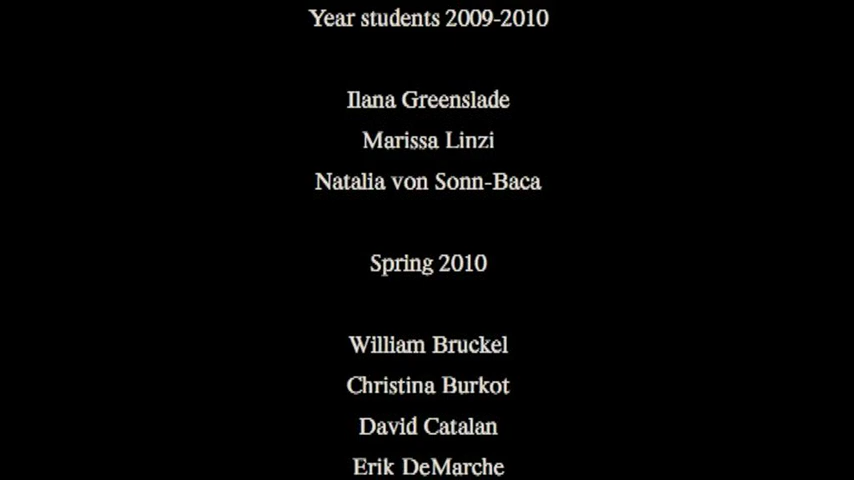 Year students 2009-2010
Ilana Greenslade
Marissa Linzi
Natalia von Sonn-Baca
Spring 2010
William Bruckel
Christina Burkot
David Catalan
Erik DeMarche